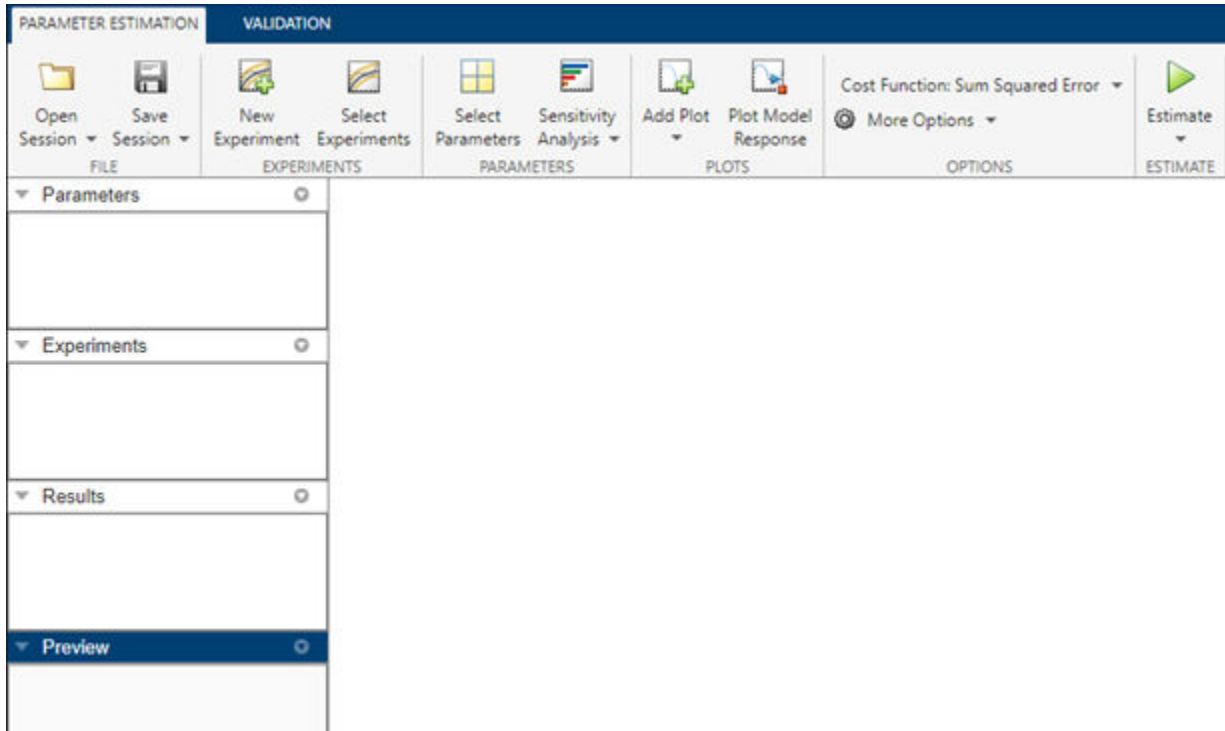 PARAMETER ESTIMATION VALIDATION
Open Session Save Session New Experiment Select Experiments Select Parameters Sensitivity Analysis Add Plot Plot Model Response Cost Function: Sum Squared Error More Options Estimate
FILE EXPERIMENTS PARAMETERS PLOTS OPTIONS ESTIMATE
Parameters
Experiments
Results
Preview